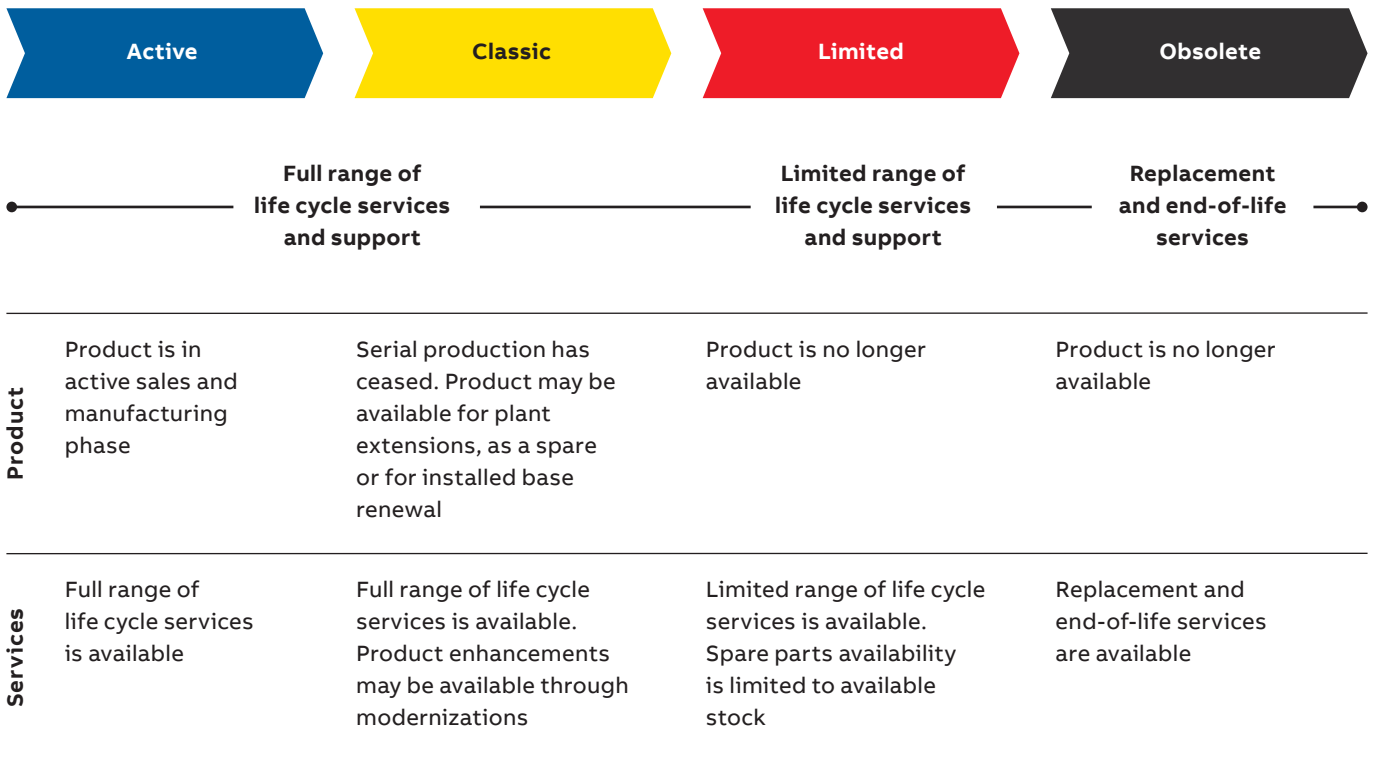 Active
Classic
Limited
Obsolete
Full range of
life cycle services
and support
Limited range of
life cycle services
and support
Replacement
and end-of-life
services
Product
Product is in
active sales and
manufacturing
phase
Serial production has
ceased. Product may be
available for plant
extensions, as a spare
or for installed base
renewal
Product is no longer
available
Product is no longer
available
Services
Full range of
life cycle services
is available
Full range of life cycle
services is available.
Product enhancements
may be available through
modernizations
Limited range of life cycle
services is available.
Spare parts availability
is limited to available
stock
Replacement and
end-of-life services
are available